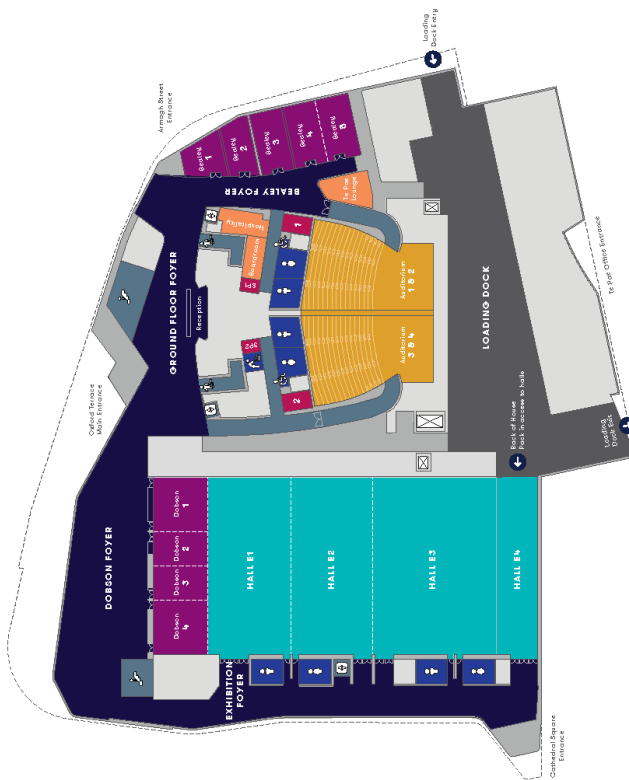 Loading
Dock Entry
Armagh Street
Entrance
Bealey
1
Bealey
2
Bealey
3
Bealey
4
Bealey
5
BEALEY FOYER
Te Pae
Lounge
Hospitality
Boardroom
SP1
1
GROUND FLOOR FOYER
Reception
SP2
2
Auditorium
1 & 2
Auditorium
3 & 4
LOADING DOCK
Te Pae Office Entrance
Oxford Terrace
Main Entrance
Back of House
Pack in access to halls
Loading
Dock Exit
DOBSON FOYER
Dobson
1
Dobson
2
Dobson
3
Dobson
4
HALL E1
HALL E2
HALL E3
HALL E4
EXHIBITION
FOYER
Cathedral Square
Entrance